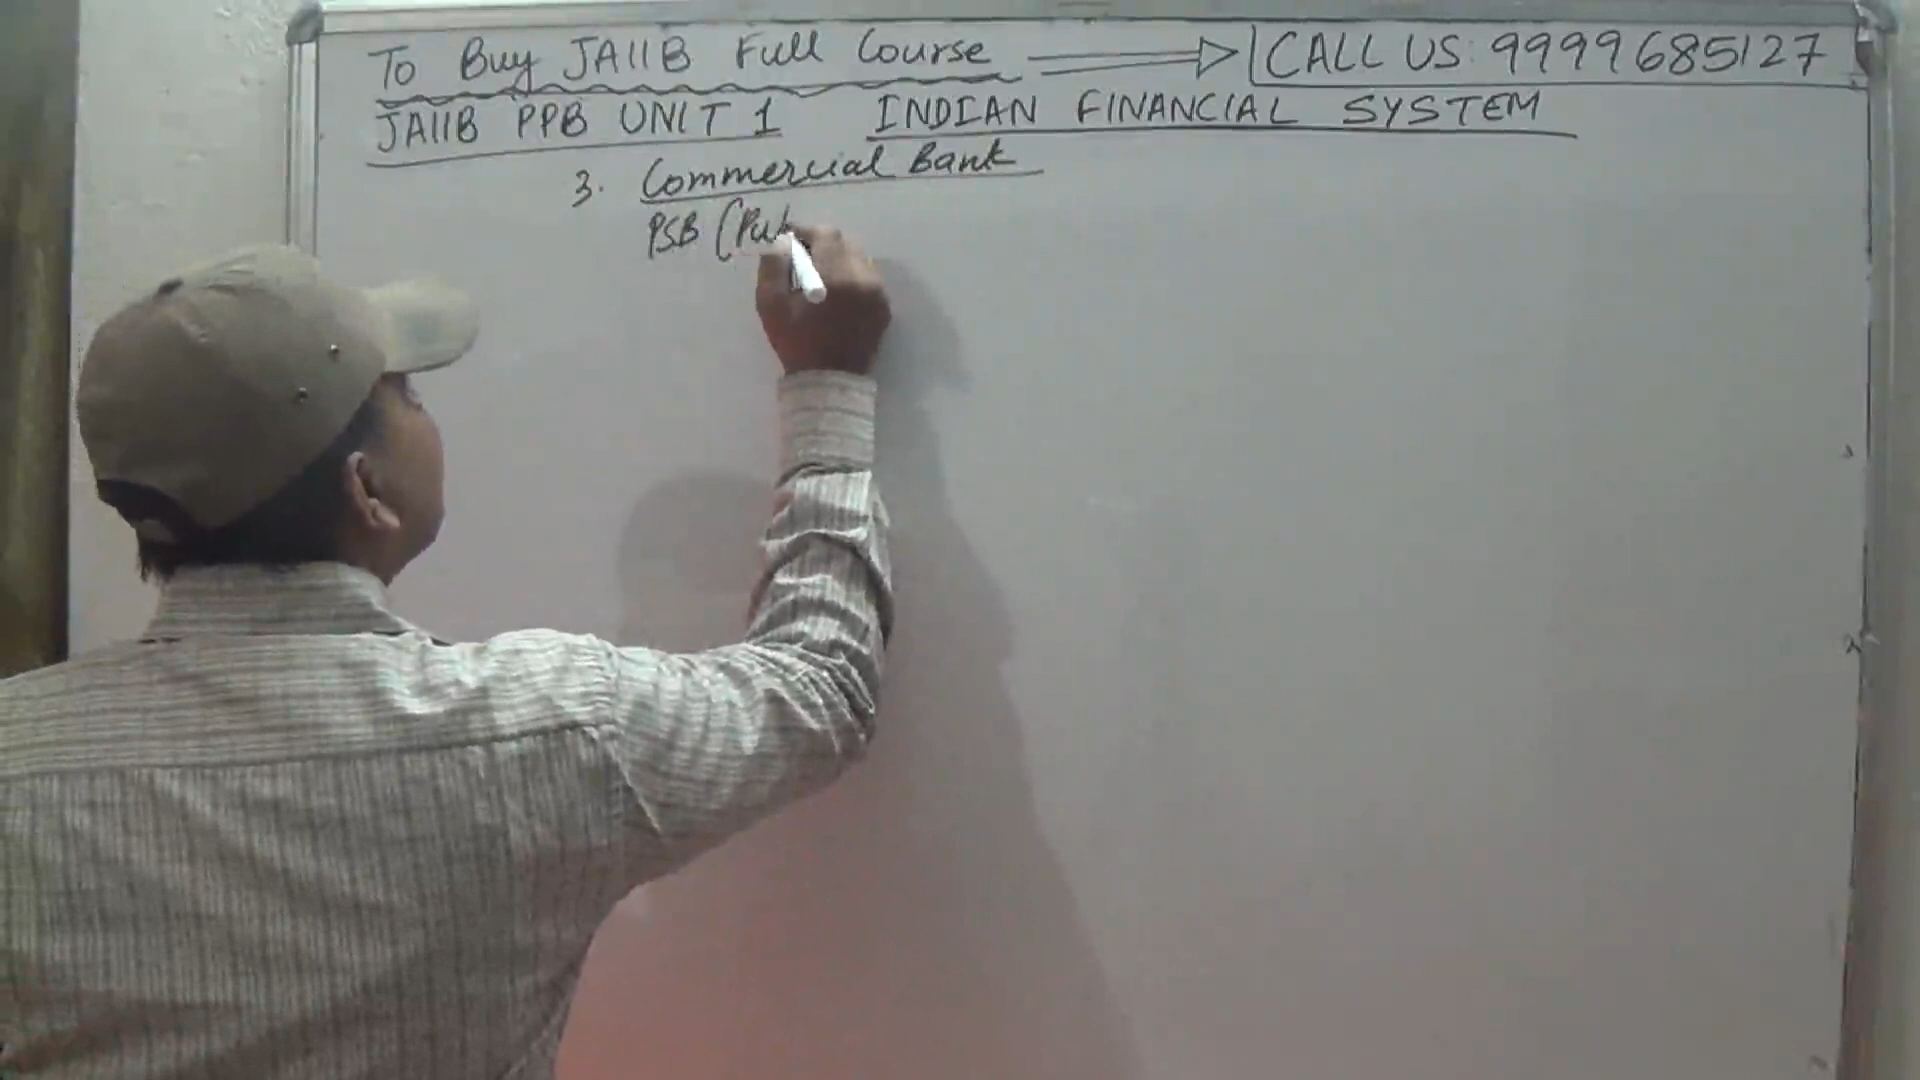 To Buy JAIIB Full Course CALL US: 9999685127
JAIIB PPB UNIT 1 INDIAN FINANCIAL SYSTEM
3. Commercial Bank
PSB (Pub